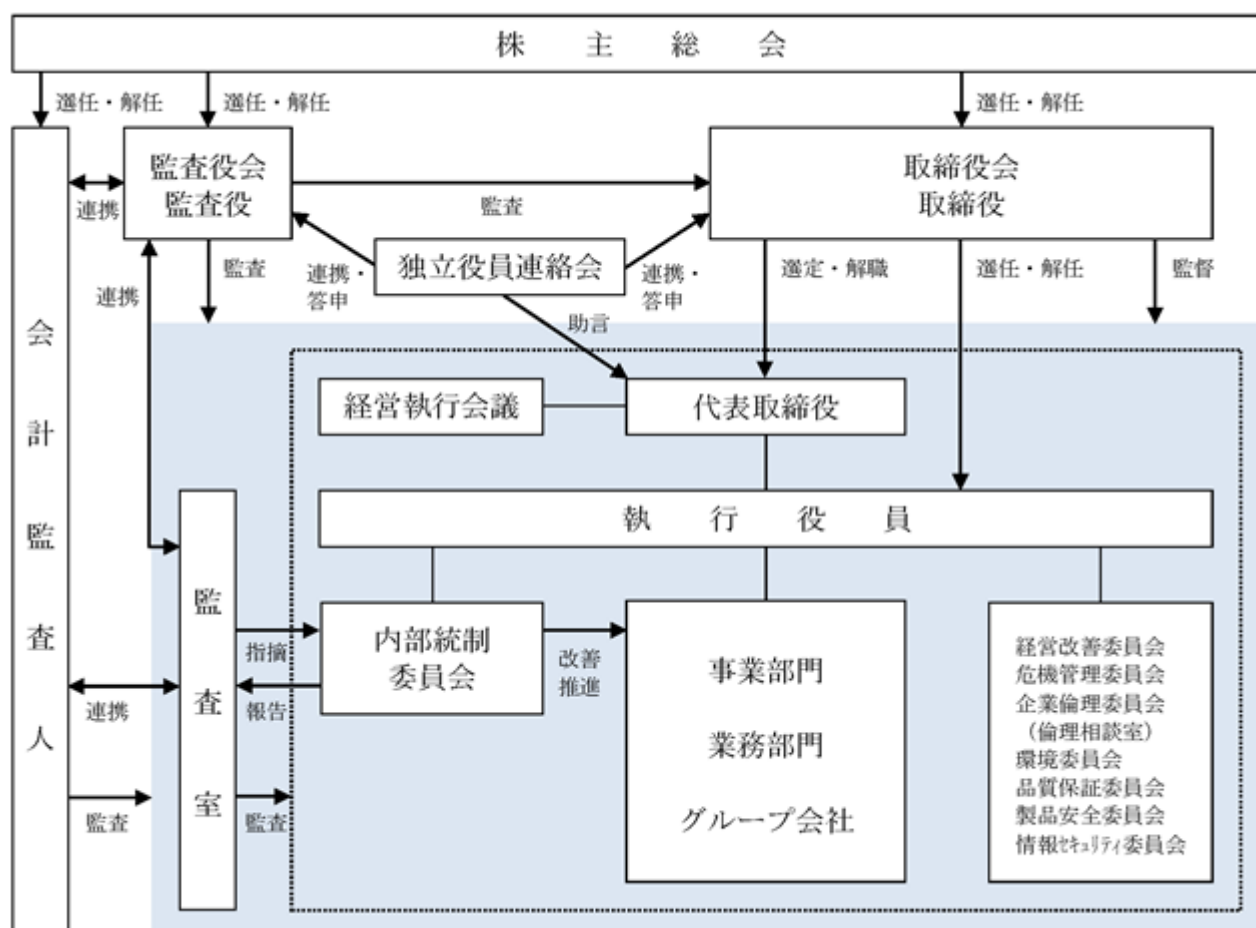 株主総会
選任・解任
選任・解任
選任・解任
監査役会
監査役
取締役会
取締役
連携
監査
独立役員連絡会
連携
監査
連携・
答申
連携・
答申
選定・解職
選任・解任
監督
助言
会計監査人
経営執行会議
代表取締役
執行役員
監査室
指摘
報告
内部統制
委員会
改善
推進
事業部門
業務部門
グループ会社
経営改善委員会
危機管理委員会
企業倫理委員会
（倫理相談室）
環境委員会
品質保証委員会
製品安全委員会
情報ｾｷｭﾘﾃｨ委員会
連携
監査
監査